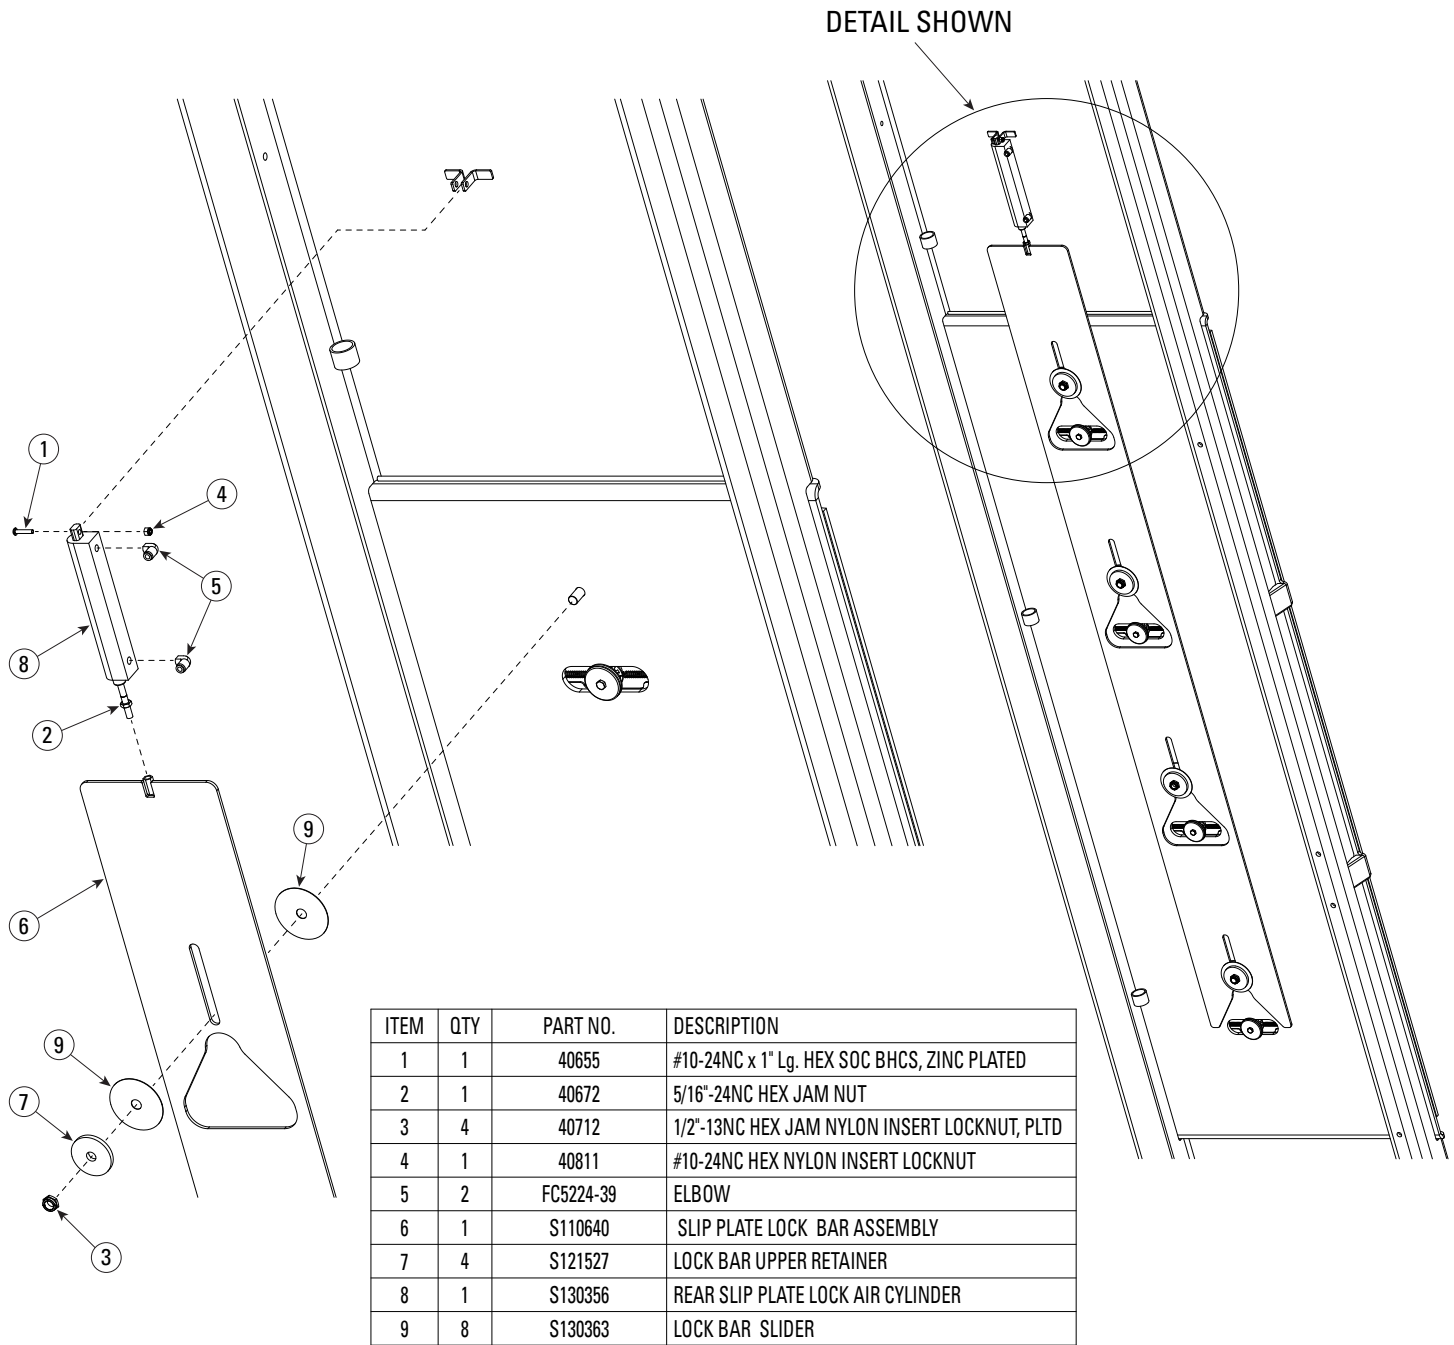 DETAIL SHOWN
1
4
5
8
2
9
6
9
7
3
ITEM QTY PART NO. DESCRIPTION
1 1 40655 #10-24NC x 1" Lg. HEX SOC BHCS, ZINC PLATED
2 1 40672 5/16"-24NC HEX JAM NUT
3 4 40712 1/2"-13NC HEX JAM NYLON INSERT LOCKNUT, PLTD
4 1 40811 #10-24NC HEX NYLON INSERT LOCKNUT
5 2 FC5224-39 ELBOW
6 1 S110640 SLIP PLATE LOCK BAR ASSEMBLY
7 4 S121527 LOCK BAR UPPER RETAINER
8 1 S130356 REAR SLIP PLATE LOCK AIR CYLINDER
9 8 S130363 LOCK BAR SLIDER